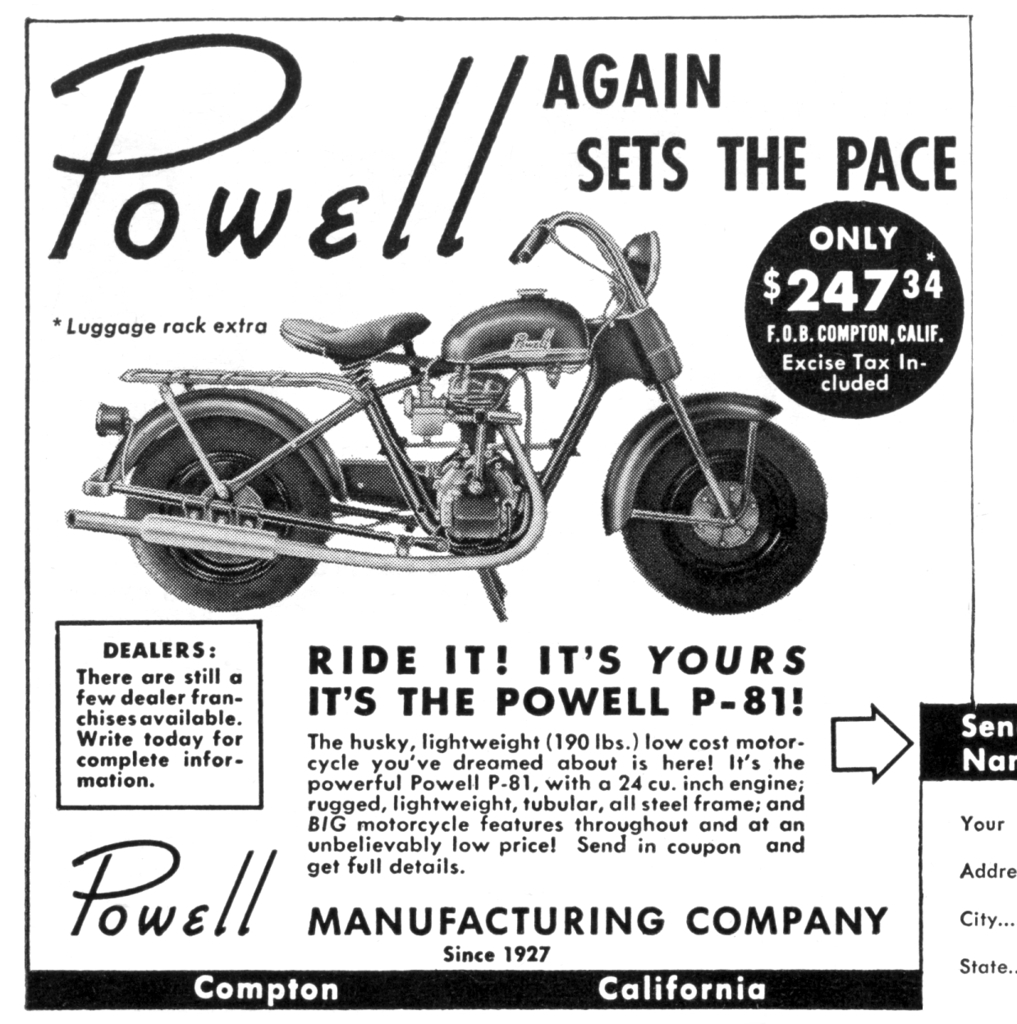 Powell AGAIN
SETS THE PACE
ONLY
$247 34*
F.O.B. COMPTON, CALIF.
Excise Tax In-
cluded
* Luggage rack extra
Powell
DEALERS:
There are still a
few dealer fran-
chises available.
Write today for
complete infor-
mation.
RIDE IT! IT'S YOURS
IT'S THE POWELL P-81!
The husky, lightweight (190 lbs.) low cost motor-
cycle you've dreamed about is here! It's the
powerful Powell P-81, with a 24 cu. inch engine;
rugged, lightweight, tubular, all steel frame; and
BIG motorcycle features throughout and at an
unbelievably low price! Send in coupon and
get full details.
Powell MANUFACTURING COMPANY
Since 1927
Compton California
Sen
Nar
Your
Addre
City...
State..